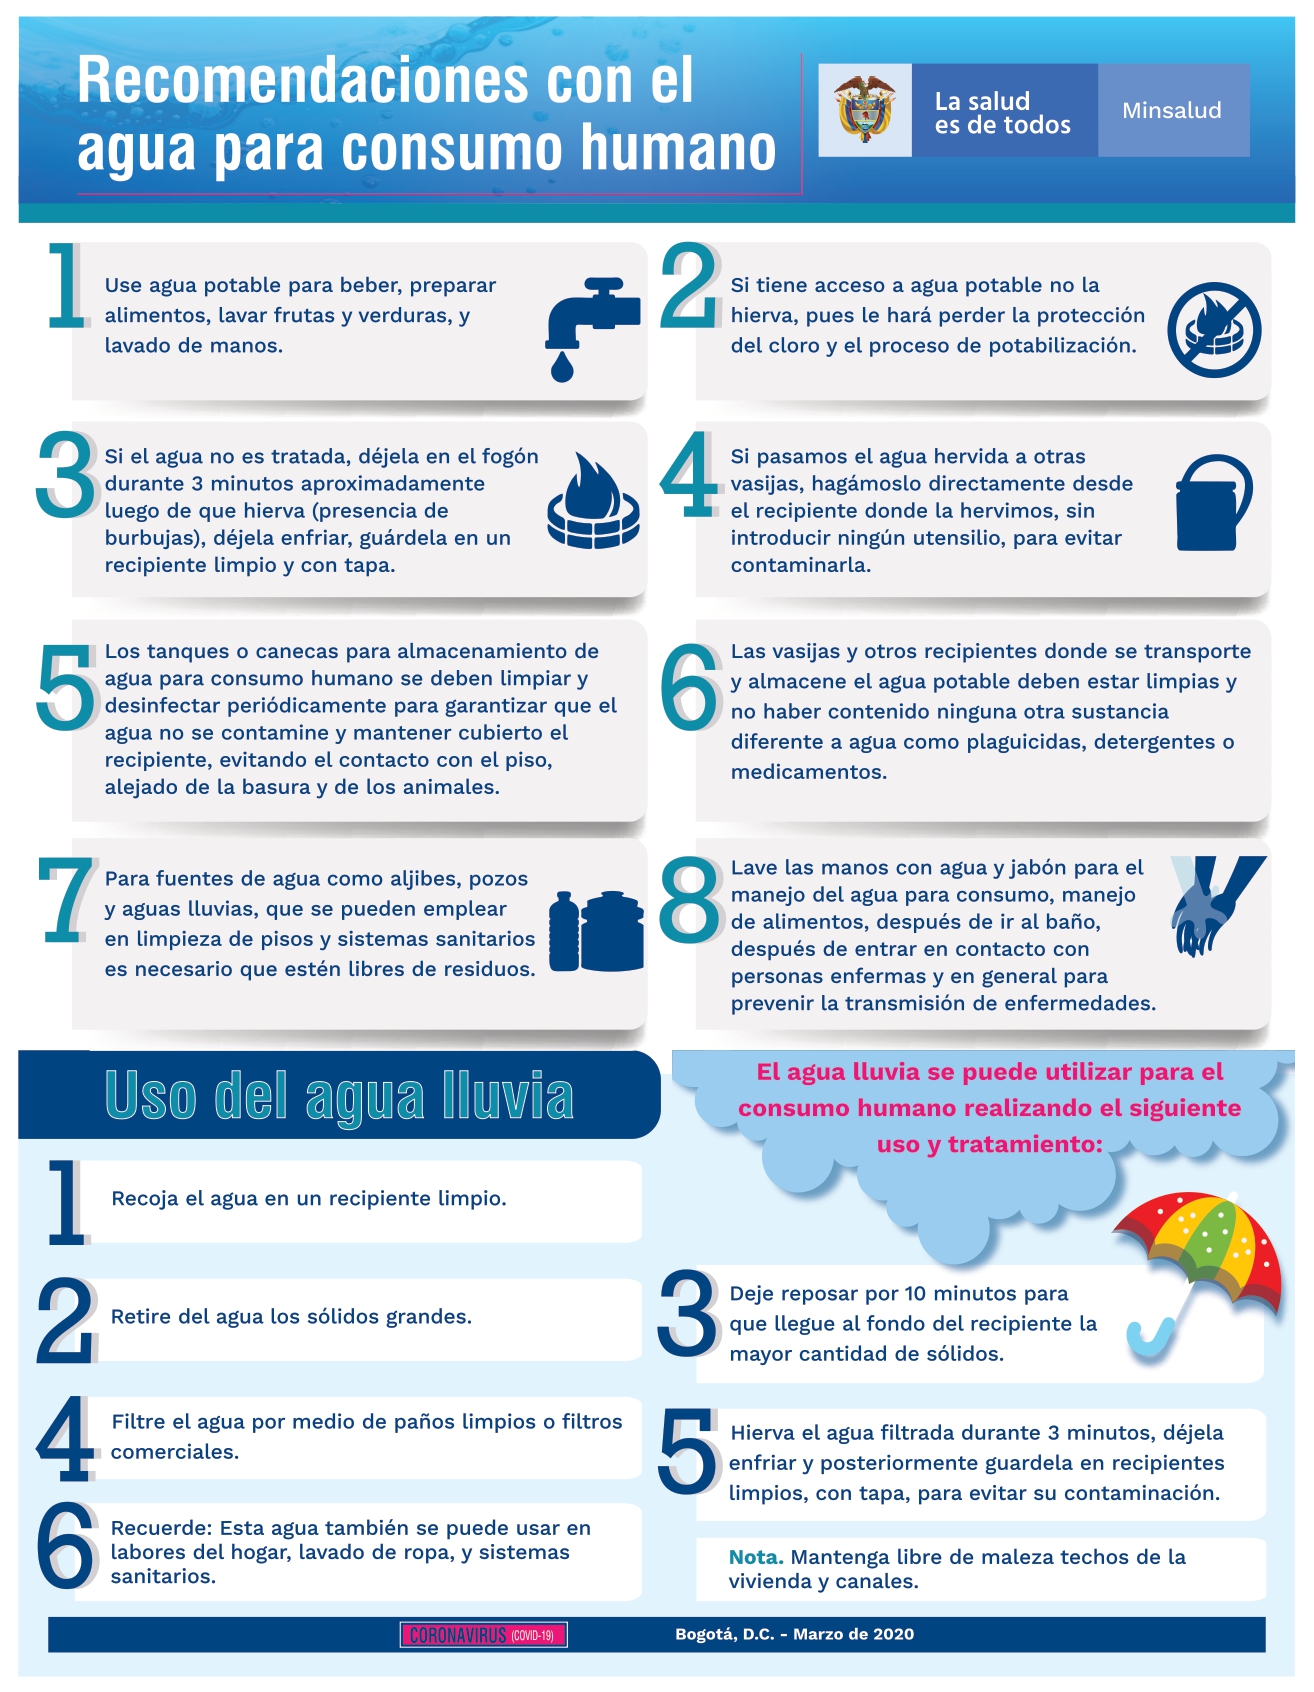 Recomendaciones con el
agua para consumo humano
La salud
es de todos
Minsalud
1
Use agua potable para beber, preparar
alimentos, lavar frutas y verduras, y
lavado de manos.
2
Si tiene acceso a agua potable no la
hierva, pues le hará perder la protección
del cloro y el proceso de potabilización.
3
Si el agua no es tratada, déjela en el fogón
durante 3 minutos aproximadamente
luego de que hierva (presencia de
burbujas), déjela enfriar, guárdela en un
recipiente limpio y con tapa.
4
Si pasamos el agua hervida a otras
vasijas, hagámoslo directamente desde
el recipiente donde la hervimos, sin
introducir ningún utensilio, para evitar
contaminarla.
5
Los tanques o canecas para almacenamiento de
agua para consumo humano se deben limpiar y
desinfectar periódicamente para garantizar que el
agua no se contamine y mantener cubierto el
recipiente, evitando el contacto con el piso,
alejado de la basura y de los animales.
6
Las vasijas y otros recipientes donde se transporte
y almacene el agua potable deben estar limpias y
no haber contenido ninguna otra sustancia
diferente a agua como plaguicidas, detergentes o
medicamentos.
7
Para fuentes de agua como aljibes, pozos
y aguas lluvias, que se pueden emplear
en limpieza de pisos y sistemas sanitarios
es necesario que estén libres de residuos.
8
Lave las manos con agua y jabón para el
manejo del agua para consumo, manejo
de alimentos, después de ir al baño,
después de entrar en contacto con
personas enfermas y en general para
prevenir la transmisión de enfermedades.
Uso del agua lluvia
El agua lluvia se puede utilizar para el
consumo humano realizando el siguiente
uso y tratamiento:
1
Recoja el agua en un recipiente limpio.
2
Retire del agua los sólidos grandes.
3
Deje reposar por 10 minutos para
que llegue al fondo del recipiente la
mayor cantidad de sólidos.
4
Filtre el agua por medio de paños limpios o filtros
comerciales.
5
Hierva el agua filtrada durante 3 minutos, déjela
enfriar y posteriormente guardela en recipientes
limpios, con tapa, para evitar su contaminación.
6
Recuerde: Esta agua también se puede usar en
labores del hogar, lavado de ropa, y sistemas
sanitarios.
Nota. Mantenga libre de maleza techos de la
vivienda y canales.
CORONAVIRUS (COVID-19)
Bogotá, D.C. - Marzo de 2020